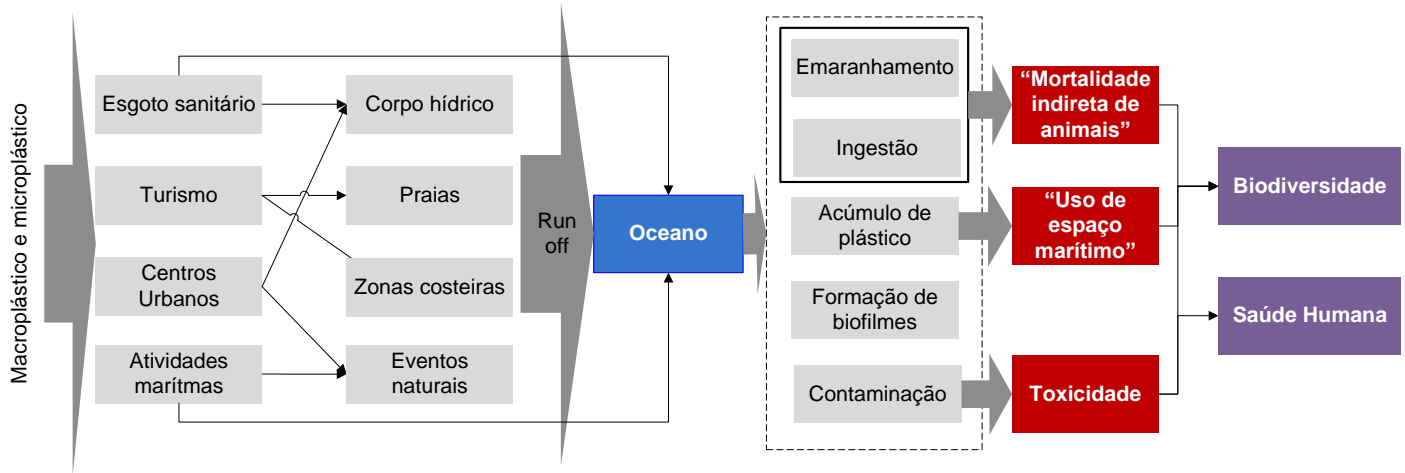 Macroplástico e microplástico
Esgoto sanitário
Turismo
Centros
Urbanos
Atividades
marítmas
Corpo hídrico
Praias
Zonas costeiras
Eventos
naturais
Run
off
Oceano
Emaranhamento
Ingestão
Acúmulo de
plástico
Formação de
biofilmes
Contaminação
“Mortalidade
indireta de
animais”
“Uso de
espaço
marítimo”
Toxicidade
Biodiversidade
Saúde Humana